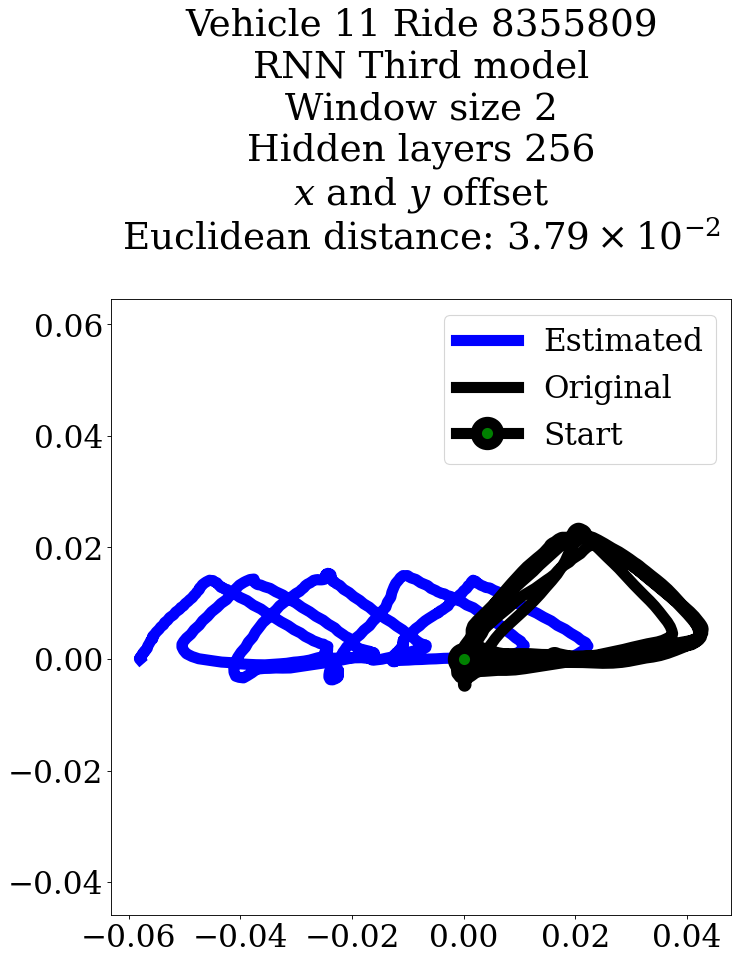 Vehicle 11 Ride 8355809
RNN Third model
Window size 2
Hidden layers 256
x and y offset
Euclidean distance: 3.79 × 10⁻²
Estimated
Original
Start
0.06
0.04
0.02
0.00
−0.02
−0.04
−0.06 −0.04 −0.02 0.00 0.02 0.04